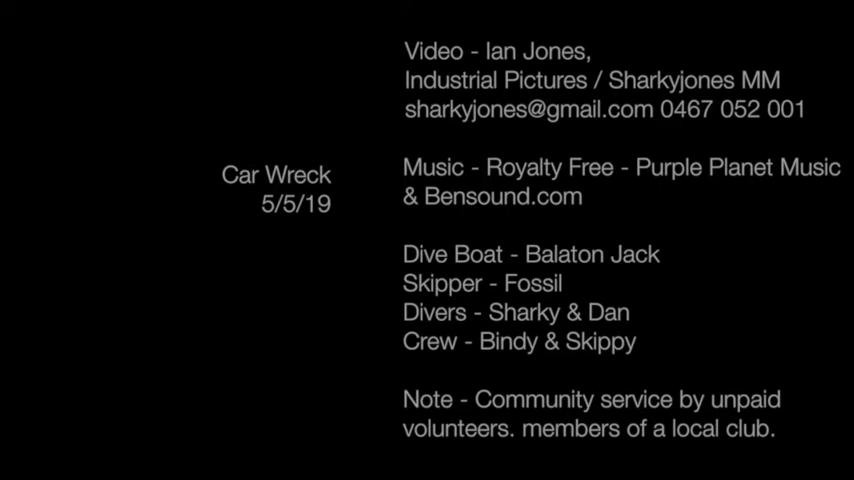 Car Wreck
5/5/19
Video - Ian Jones,
Industrial Pictures / Sharkyjones MM
sharkyjones@gmail.com 0467 052 001
Music - Royalty Free - Purple Planet Music
& Bensound.com
Dive Boat - Balaton Jack
Skipper - Fossil
Divers - Sharky & Dan
Crew - Bindy & Skippy
Note - Community service by unpaid
volunteers. members of a local club.